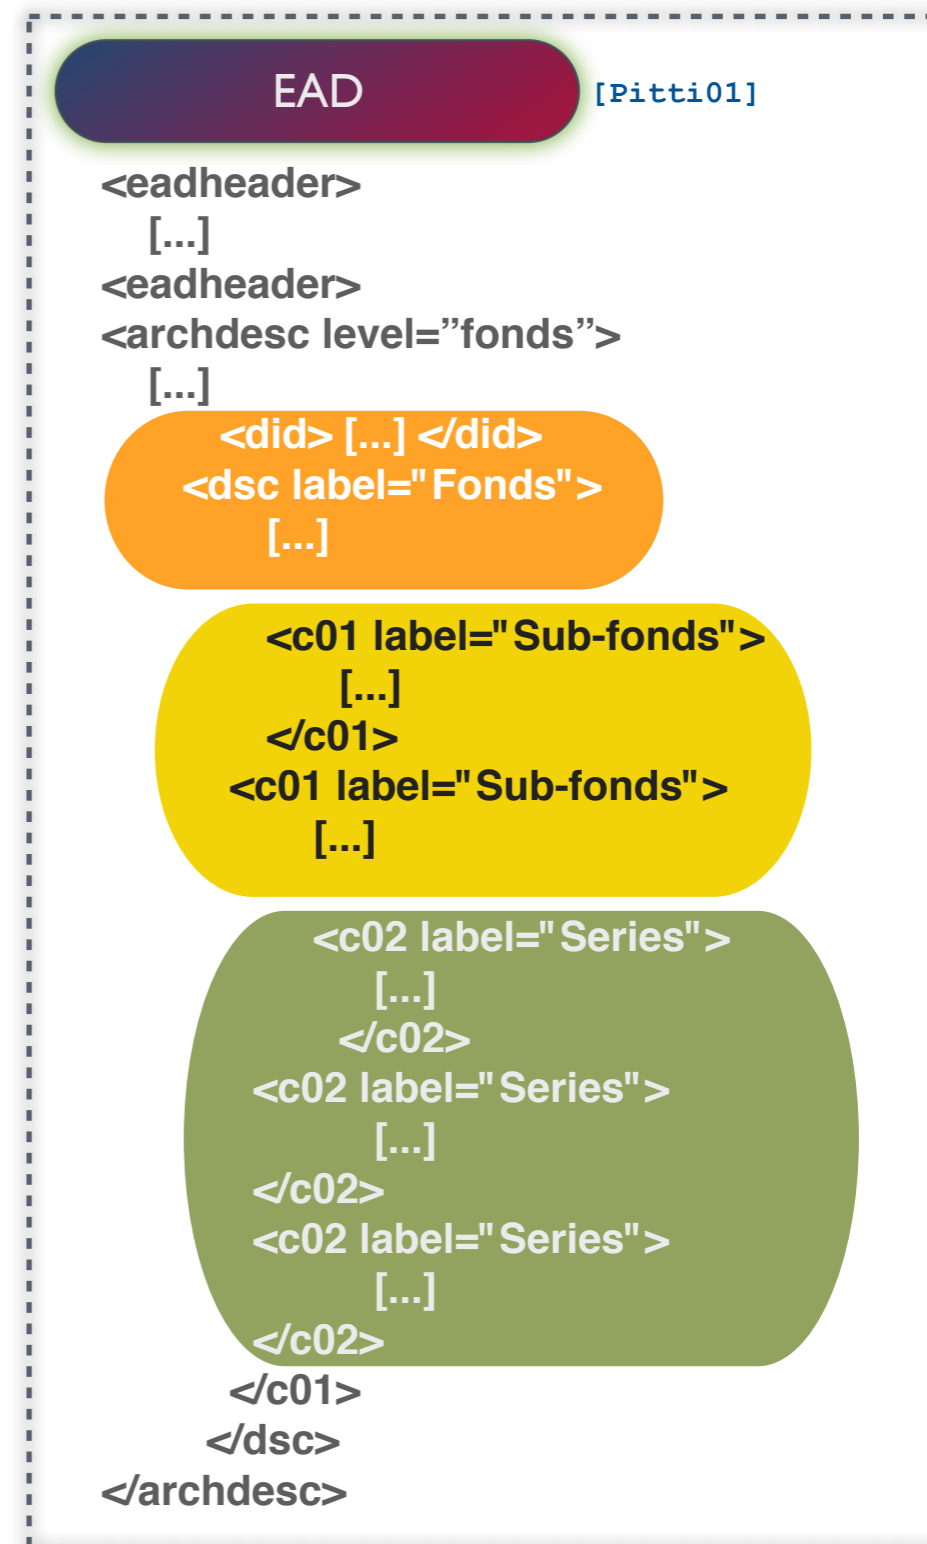 EAD
[Pitti01]
<eadheader>
[...]
<eadheader>
<archdesc level=”fonds”>
[...]
<did> [...] </did>
<dsc label="Fonds">
[...]
<c01 label="Sub-fonds">
[...]
</c01>
<c01 label="Sub-fonds">
[...]
<c02 label="Series">
[...]
</c02>
<c02 label="Series">
[...]
</c02>
<c02 label="Series">
[...]
</c02>
</c01>
</dsc>
</archdesc>